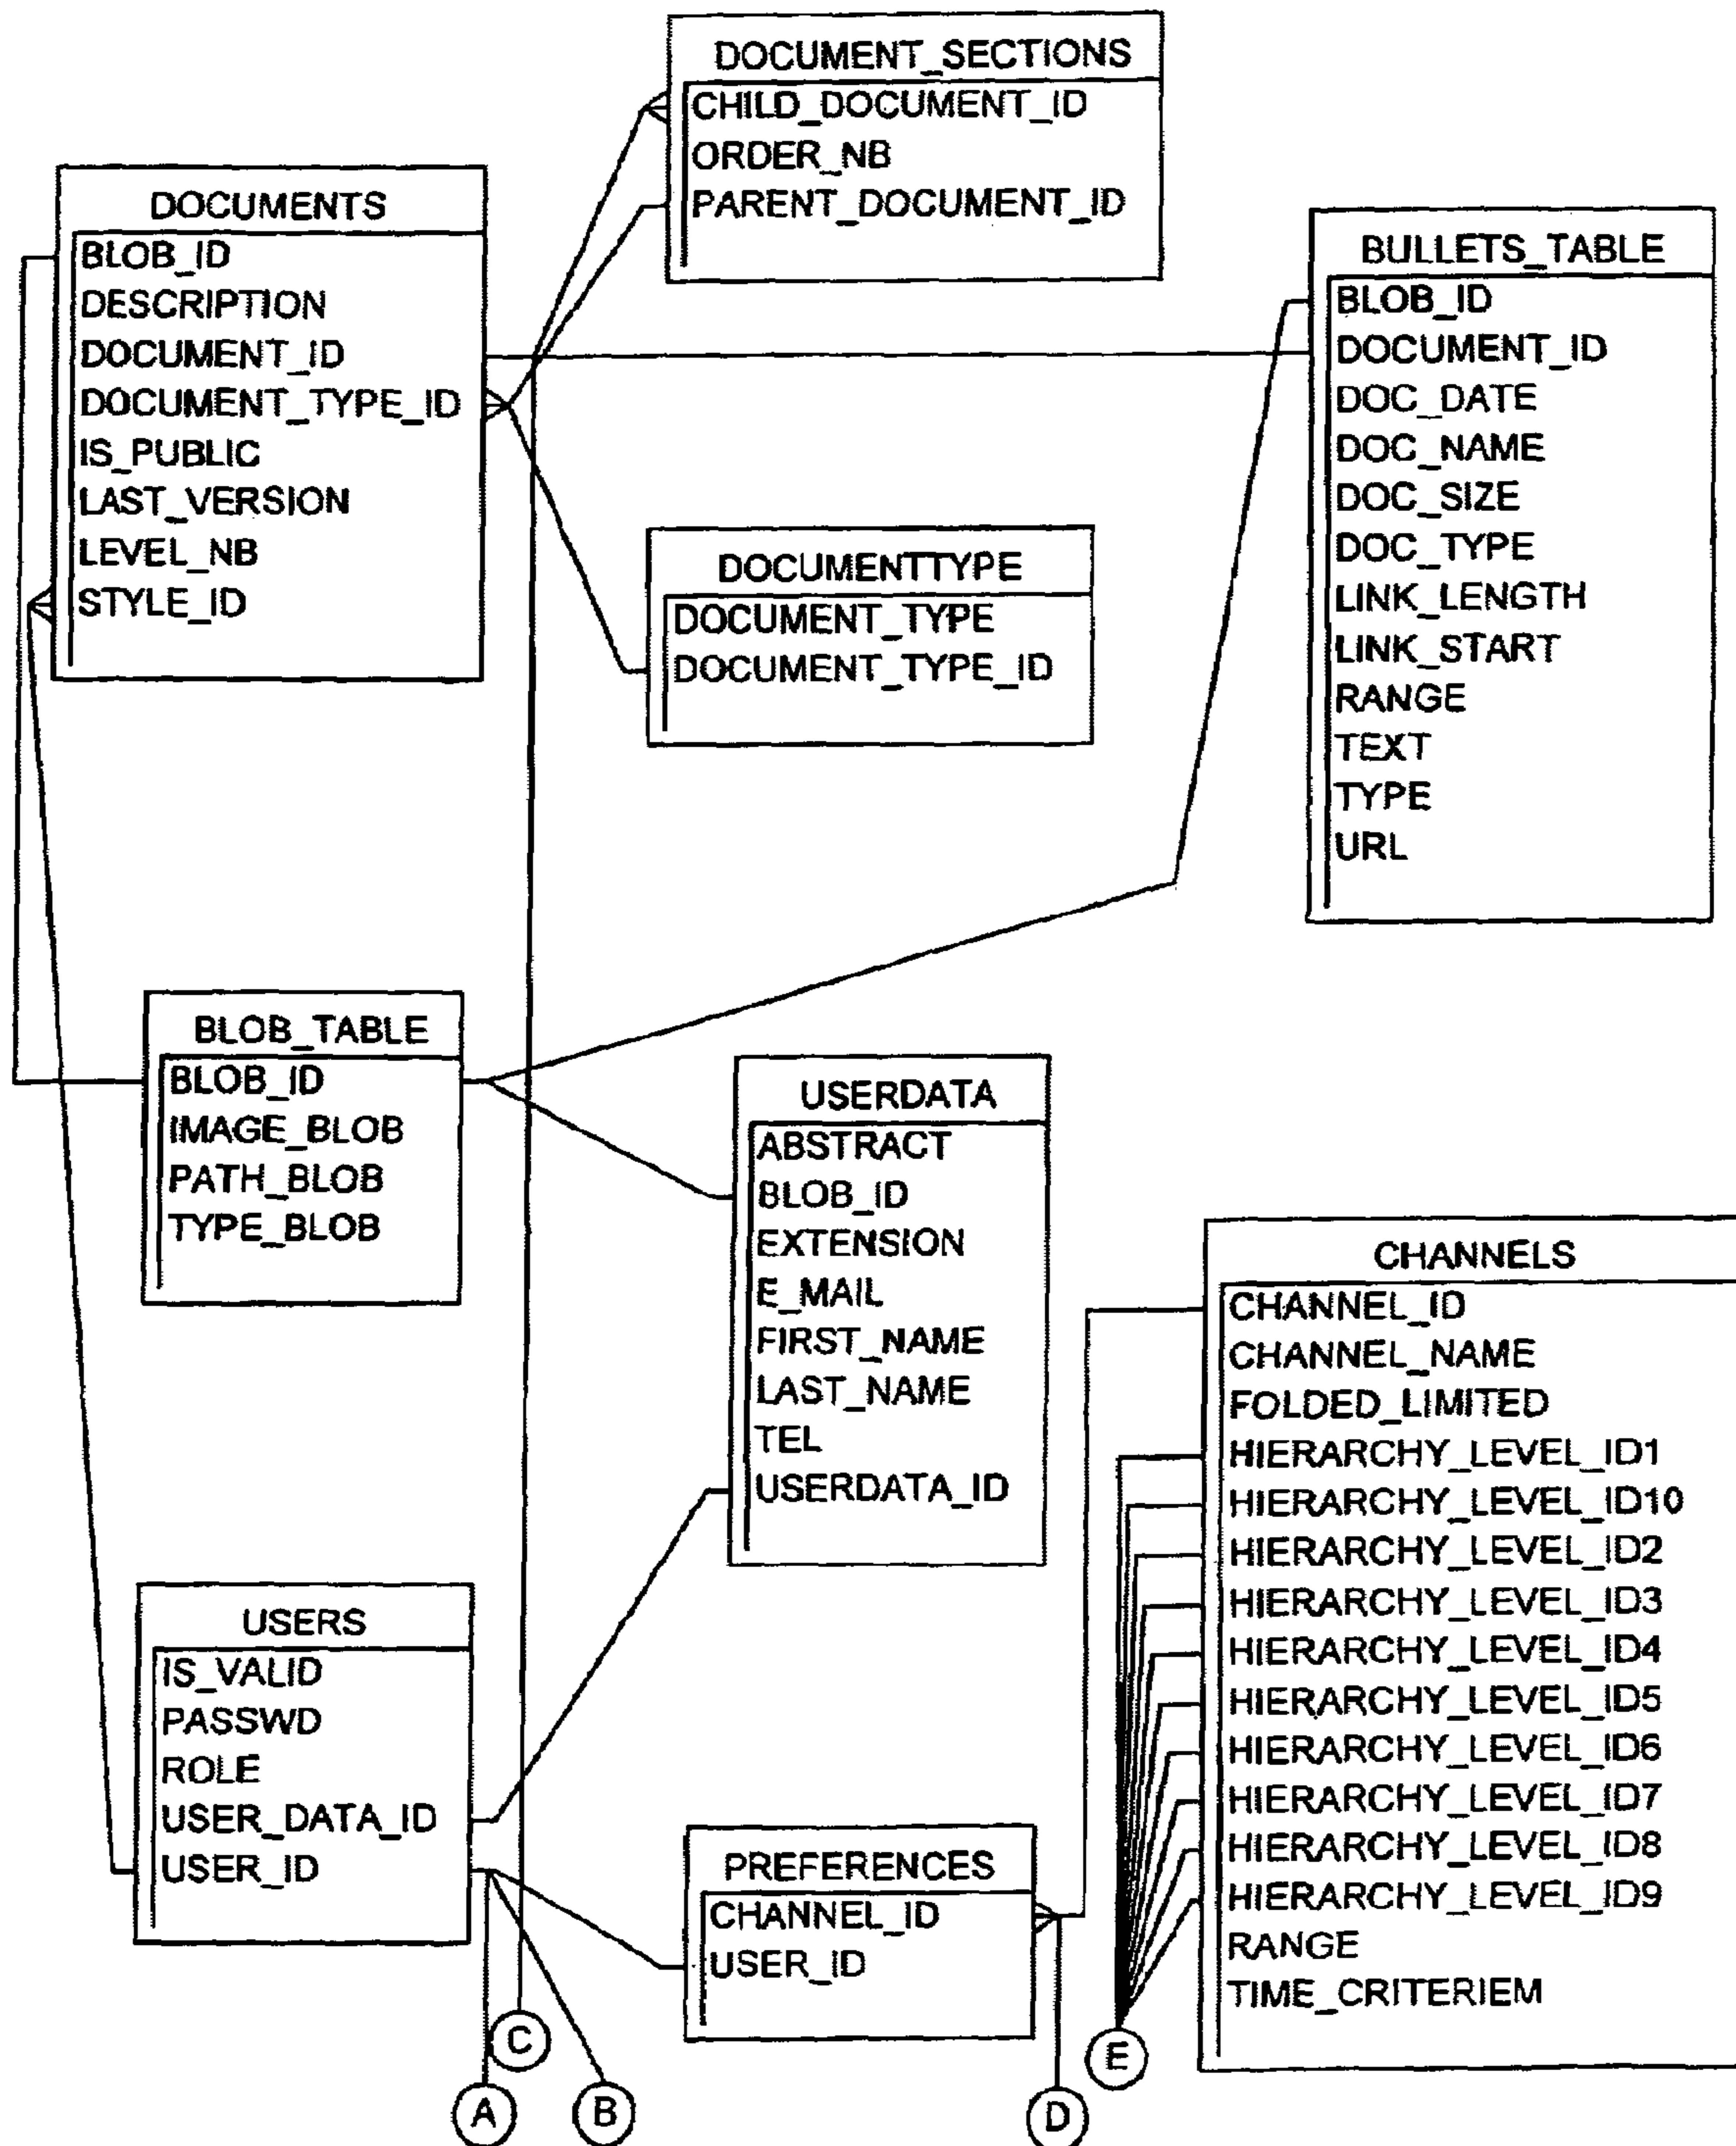 DOCUMENT_SECTIONS
CHILD_DOCUMENT_ID
ORDER_NB
PARENT_DOCUMENT_ID
DOCUMENTS
BLOB_ID
DESCRIPTION
DOCUMENT_ID
DOCUMENT_TYPE_ID
IS_PUBLIC
LAST_VERSION
LEVEL_NB
STYLE_ID
BULLETS_TABLE
BLOB_ID
DOCUMENT_ID
DOC_DATE
DOC_NAME
DOC_SIZE
DOC_TYPE
LINK_LENGTH
LINK_START
RANGE
TEXT
TYPE
URL
DOCUMENTTYPE
DOCUMENT_TYPE
DOCUMENT_TYPE_ID
BLOB_TABLE
BLOB_ID
IMAGE_BLOB
PATH_BLOB
TYPE_BLOB
USERDATA
ABSTRACT
BLOB_ID
EXTENSION
E_MAIL
FIRST_NAME
LAST_NAME
TEL
USERDATA_ID
CHANNELS
CHANNEL_ID
CHANNEL_NAME
FOLDED_LIMITED
HIERARCHY_LEVEL_ID1
HIERARCHY_LEVEL_ID10
HIERARCHY_LEVEL_ID2
HIERARCHY_LEVEL_ID3
HIERARCHY_LEVEL_ID4
HIERARCHY_LEVEL_ID5
HIERARCHY_LEVEL_ID6
HIERARCHY_LEVEL_ID7
HIERARCHY_LEVEL_ID8
HIERARCHY_LEVEL_ID9
RANGE
TIME_CRITERIEM
USERS
IS_VALID
PASSWD
ROLE
USER_DATA_ID
USER_ID
PREFERENCES
CHANNEL_ID
USER_ID
C
E
A
B
D